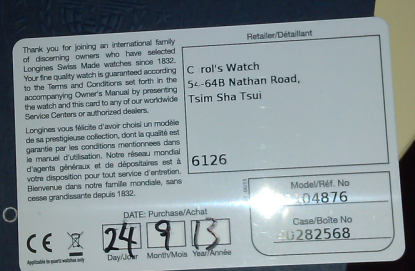 Thank you for joining an international family
of discerning owners who have selected
Longines Swiss Made watches since 1832.
Your fine quality watch is guaranteed according
to the Terms and Conditions set forth in the
accompanying Owner's Manual by presenting
the watch and this card to any of our worldwide
Service Centers or authorized dealers.
Longines vous félicite d'avoir choisi un modèle
de sa prestigieuse collection, dont la qualité est
garantie par les conditions mentionnées dans
le manuel d'utilisation. Notre réseau mondial
d'agents généraux et de dépositaires est à
votre disposition pour tout service d'entretien.
Bienvenue dans notre famille mondiale, sans
cesse grandissante depuis 1832.
Retailer/Détaillant
C rol's Watch
-64B Nathan Road,
Tsim Sha Tsui
6126
Model/Réf. No
04876
Case/Boîte No
0282568
DATE: Purchase/Achat
24 9 13
Day/Jour Month/Mois Year/Année
CE
Applicable to quartz watches only